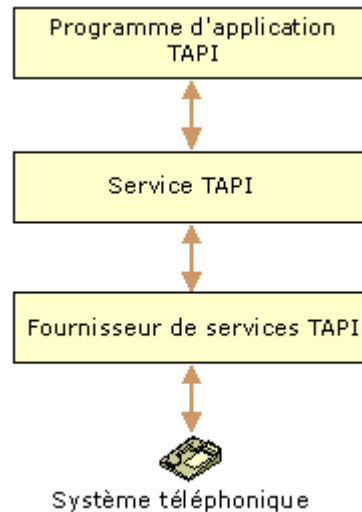 Programme d'application
TAPI
Service TAPI
Fournisseur de services TAPI
Système téléphonique